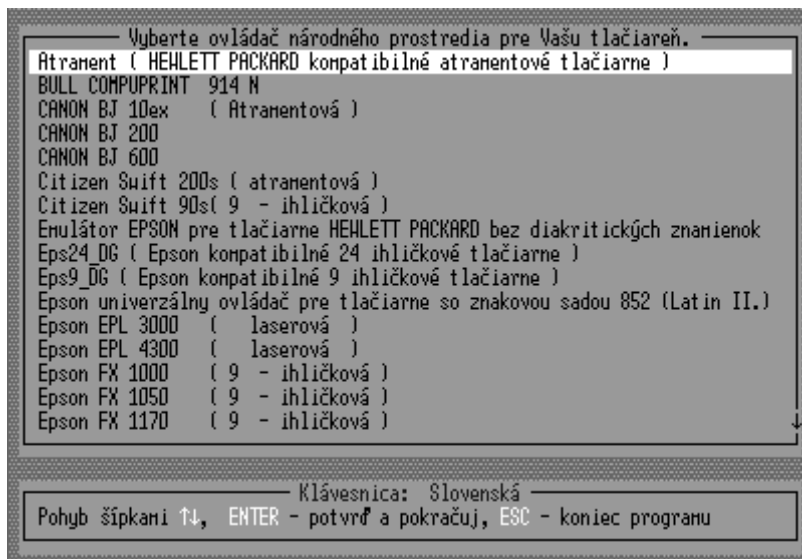 Vyberte ovládač národného prostredia pre Vašu tlačiareň.
Atrament ( HEWLETT PACKARD kompatibilné atramentové tlačiarne )
BULL COMPUPRINT  914 N
CANON BJ 10ex    ( Atramentová )
CANON BJ 200
CANON BJ 600
Citizen Swift 200s ( atramentová )
Citizen Swift 90s( 9  - ihličková )
Emulátor EPSON pre tlačiarne HEWLETT PACKARD bez diakritických znamienok
Eps24_DG ( Epson kompatibilné 24 ihličkové tlačiarne )
Eps9_DG ( Epson kompatibilné 9 ihličkové tlačiarne )
Epson univerzálny ovládač pre tlačiarne so znakovou sadou 852 (Latin II.)
Epson EPL 3000   (   laserová  )
Epson EPL 4300   (   laserová  )
Epson FX 1000    ( 9  - ihličková )
Epson FX 1050    ( 9  - ihličková )
Epson FX 1170    ( 9  - ihličková )
Klávesnica:  Slovenská
Pohyb šípkami ↑↓,  ENTER - potvrď a pokračuj, ESC - koniec programu